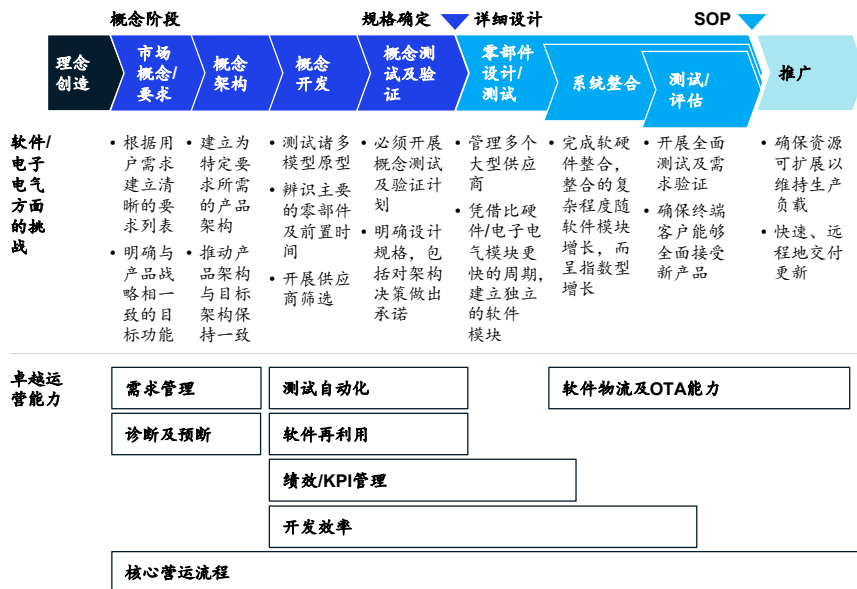 概念阶段
规格确定
详细设计
SOP
理念
创造
市场
概念/
要求
概念
架构
概念
开发
概念测
试及验
证
零部件
设计/
测试
系统整合
测试/
评估
推广
软件/
电子
电气
方面
的挑
战
• 根据用
户需求
建立清
晰的要
求列表
• 明确与
产品战
略相一
致的目
标功能
• 建立为
特定要
求所需
的产品
架构
• 推动产
品架构
与目标
架构保
持一致
• 测试诸多
模型原型
• 辨识主要
的零部件
及前置时
间
• 开展供应
商筛选
• 必须开展
概念测试
及验证计
划
• 明确设计
规格，包
括对架构
决策做出
承诺
• 管理多个
大型供应
商
• 凭借比硬
件/电子电
气模块更
快的周期，
建立独立
的软件
模块
• 完成软硬
件整合，
整合的复
杂程度随
软件模块
增长，而
呈指数型
增长
• 开展全面
测试及需
求验证
• 确保终端
客户能够
全面接受
新产品
• 确保资源
可扩展以
维持生产
负载
• 快速、远
程地交付
更新
卓越运
营能力
需求管理
测试自动化
软件物流及OTA能力
诊断及预断
软件再利用
绩效/KPI管理
开发效率
核心营运流程